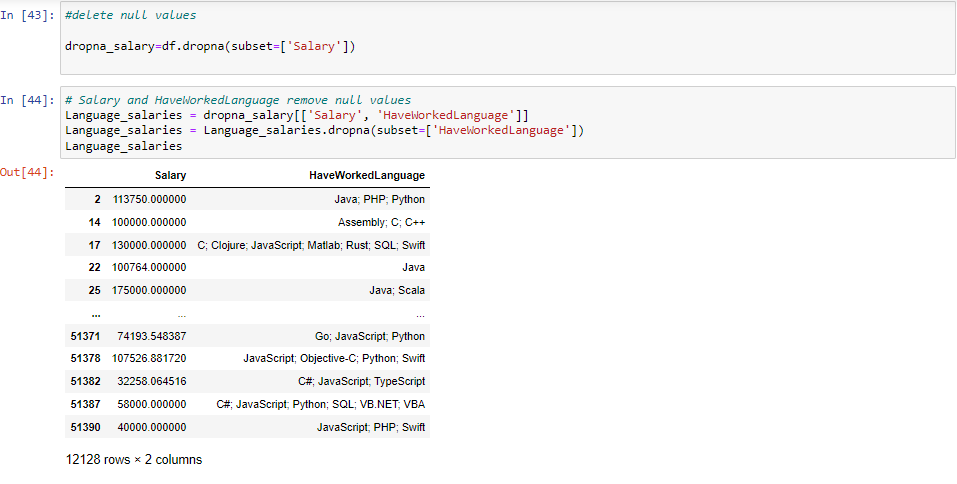 In [43]: #delete null values
dropna_salary=df.dropna(subset=['Salary'])
In [44]: # Salary and HaveWorkedLanguage remove null values
Language_salaries = dropna_salary[['Salary', 'HaveWorkedLanguage']]
Language_salaries = Language_salaries.dropna(subset=['HaveWorkedLanguage'])
Language_salaries
Out[44]:
Salary HaveWorkedLanguage
2 113750.000000 Java; PHP; Python
14 100000.000000 Assembly; C; C++
17 130000.000000 C; Clojure; JavaScript; Matlab; Rust; SQL; Swift
22 100764.000000 Java
25 175000.000000 Java; Scala
... ... ...
51371 74193.548387 Go; JavaScript; Python
51378 107526.881720 JavaScript; Objective-C; Python; Swift
51382 32258.064516 C#; JavaScript; TypeScript
51387 58000.000000 C#; JavaScript; Python; SQL; VB.NET; VBA
51390 40000.000000 JavaScript; PHP; Swift
12128 rows × 2 columns